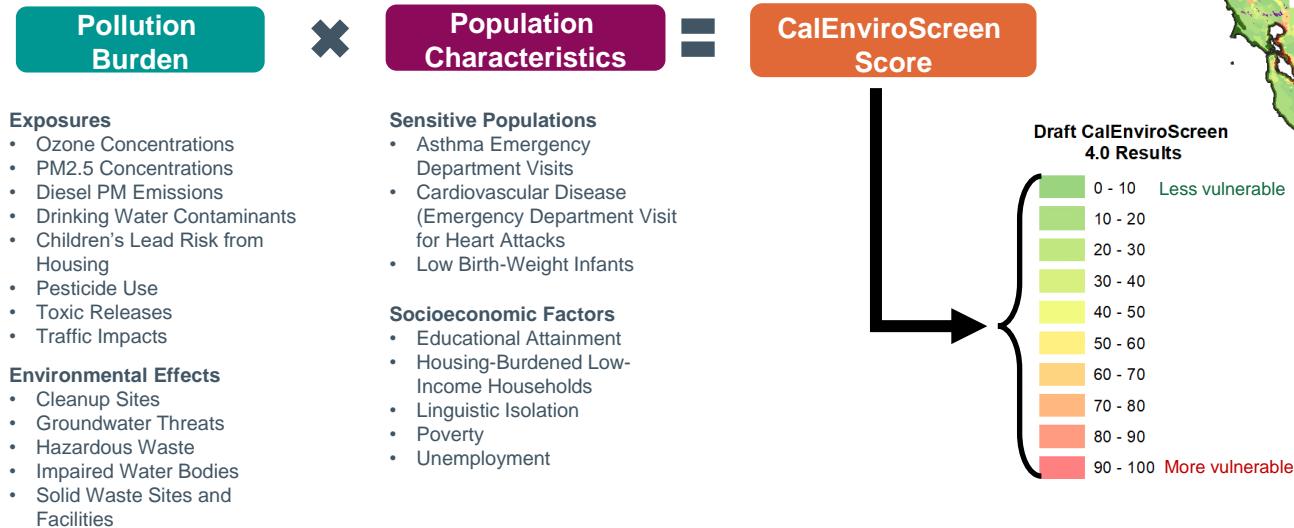 Pollution
Burden
Population
Characteristics
CalEnviroScreen
Score
Exposures
• Ozone Concentrations
• PM2.5 Concentrations
• Diesel PM Emissions
• Drinking Water Contaminants
• Children's Lead Risk from
Housing
• Pesticide Use
• Toxic Releases
• Traffic Impacts
Environmental Effects
• Cleanup Sites
• Groundwater Threats
• Hazardous Waste
• Impaired Water Bodies
• Solid Waste Sites and
Facilities
Sensitive Populations
• Asthma Emergency
Department Visits
• Cardiovascular Disease
(Emergency Department Visit
for Heart Attacks
• Low Birth-Weight Infants
Socioeconomic Factors
• Educational Attainment
• Housing-Burdened Low-
Income Households
• Linguistic Isolation
• Poverty
• Unemployment
Draft CalEnviroScreen
4.0 Results
0 - 10 Less vulnerable
10 - 20
20 - 30
30 - 40
40 - 50
50 - 60
60 - 70
70 - 80
80 - 90
90 - 100 More vulnerable